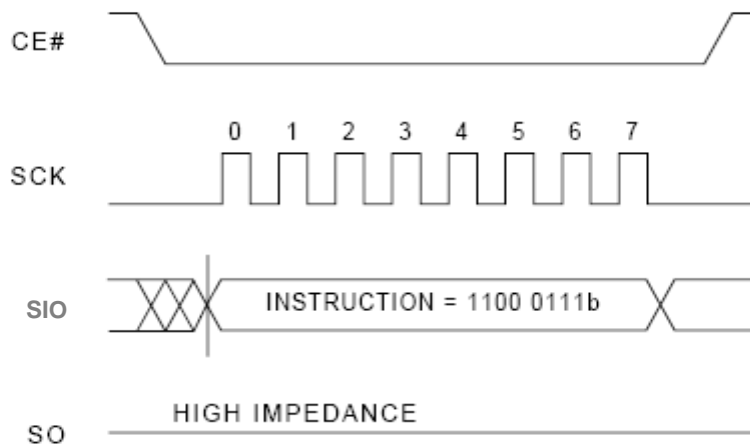 CE#
0 1 2 3 4 5 6 7
SCK
SIO
INSTRUCTION = 1100 0111b
HIGH IMPEDANCE
SO